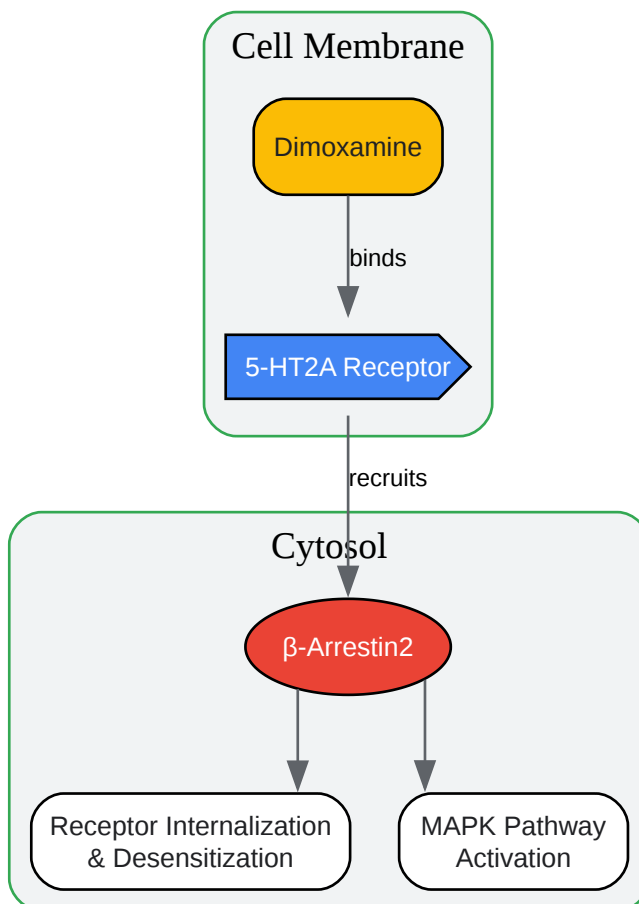 Cell Membrane
Dimoxamine
binds
5-HT2A Receptor
recruits
Cytosol
β-Arrestin2
Receptor Internalization
& Desensitization
MAPK Pathway
Activation